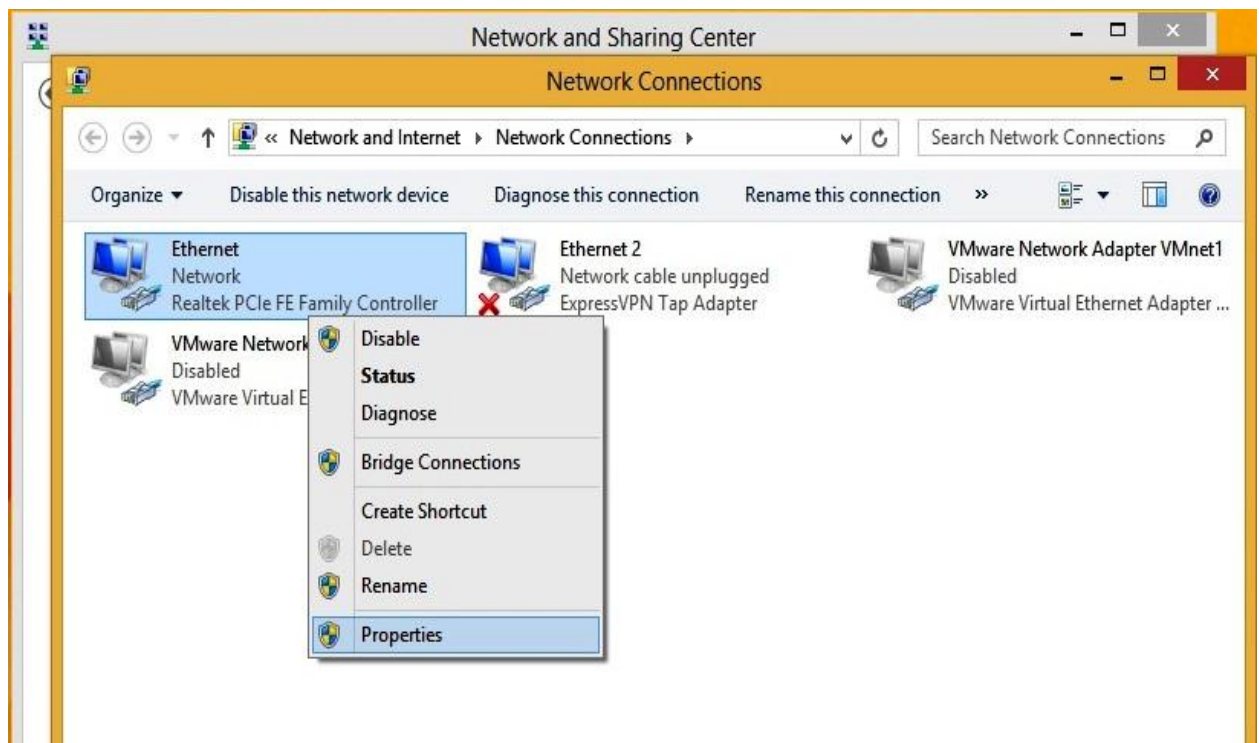 Network and Sharing Center
Network Connections
« Network and Internet Network Connections
Search Network Connections
Organize Disable this network device Diagnose this connection Rename this connection »
Ethernet
Network
Realtek PCIe FE Family Controller
Ethernet 2
Network cable unplugged
ExpressVPN Tap Adapter
VMware Network Adapter VMnet1
Disabled
VMware Virtual Ethernet Adapter ...
VMware Network
Disabled
VMware Virtual E
Disable
Status
Diagnose
Bridge Connections
Create Shortcut
Delete
Rename
Properties